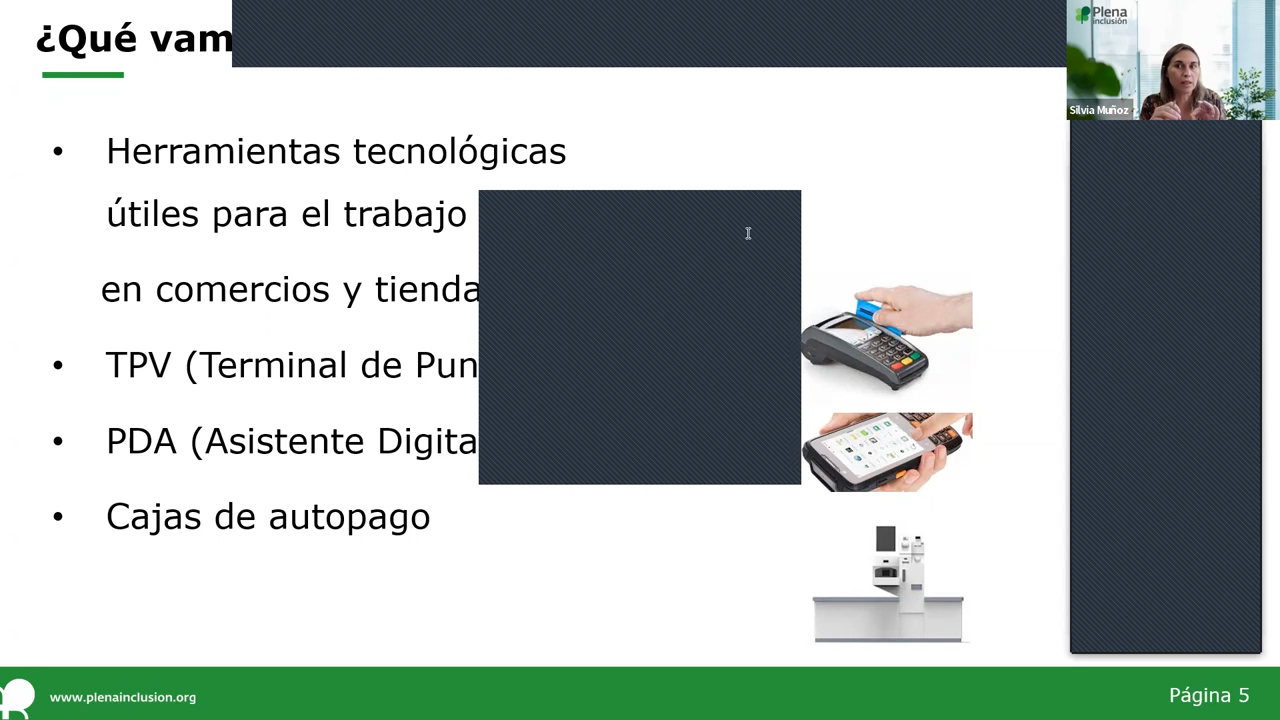 ¿Qué vam
Plena
inclusión
Silvia Muñoz
• Herramientas tecnológicas
útiles para el trabajo
en comercios y tienda
• TPV (Terminal de Pun
• PDA (Asistente Digita
• Cajas de autopago
www.plenainclusion.org
Página 5